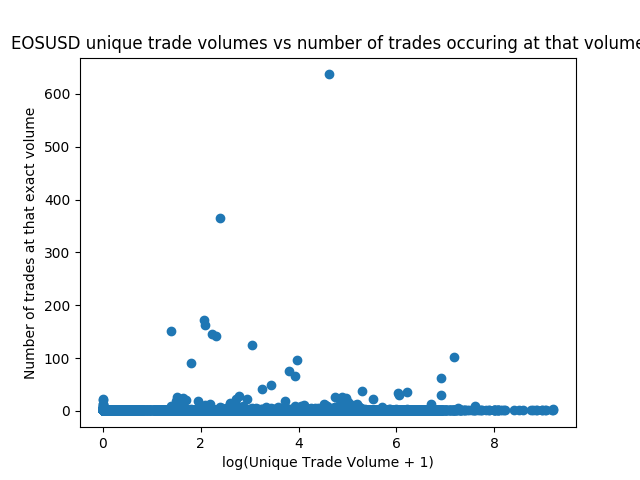 EOSUSD unique trade volumes vs number of trades occuring at that volume
Number of trades at that exact volume
600
500
400
300
200
100
0
0 2 4 6 8
log(Unique Trade Volume + 1)